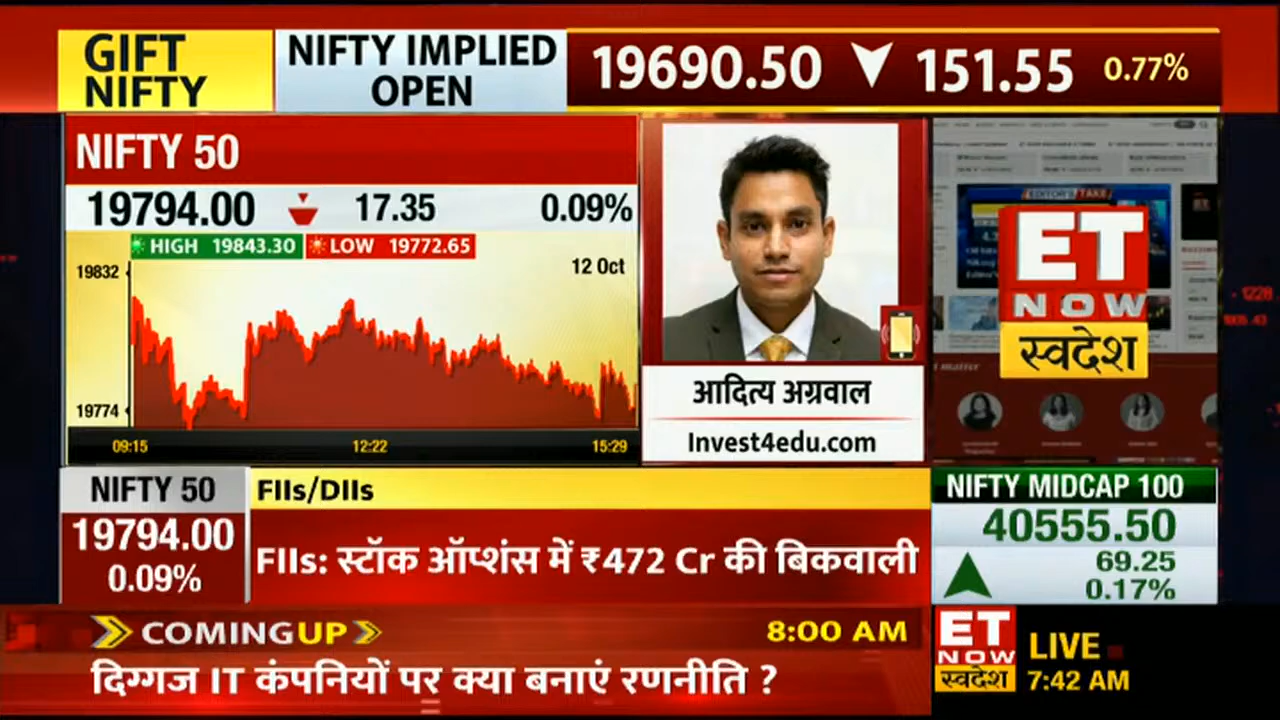 GIFT
NIFTY
NIFTY IMPLIED
OPEN
19690.50 151.55 0.77%
NIFTY 50
19794.00 17.35 0.09%
HIGH 19843.30 LOW 19772.65
12 Oct
19832
19774
09:15 12:22 15:29
आदित्य अग्रवाल
Invest4edu.com
EDITOR'S TAKE
ET
NOW
स्वदेश
NIFTY 50
19794.00
0.09%
FIIs/DIIs
FIIs: स्टॉक ऑप्शंस में ₹472 Cr की बिकवाली
NIFTY MIDCAP 100
40555.50
69.25
0.17%
COMING UP 8:00 AM
दिग्गज IT कंपनियों पर क्या बनाएं रणनीति ?
ET
NOW
स्वदेश
LIVE
7:42 AM